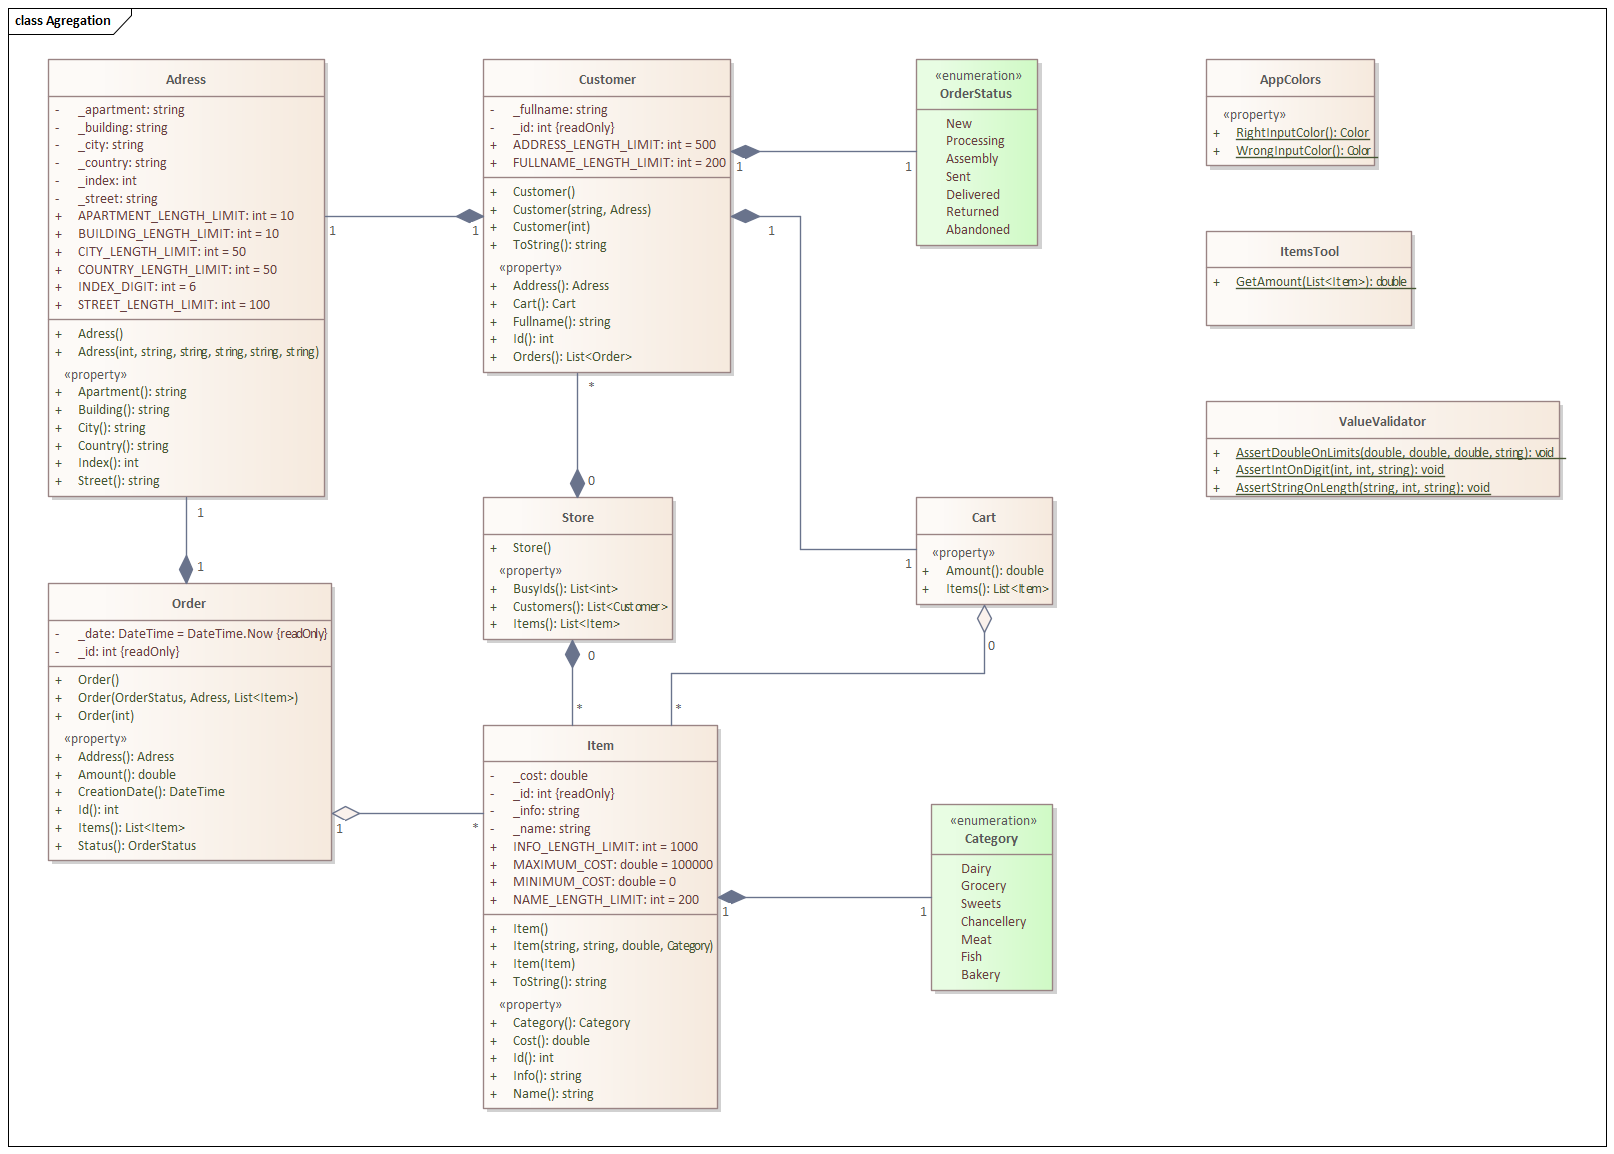 class Agregation
Adress
- _apartment: string
- _building: string
- _city: string
- _country: string
- _index: int
- _street: string
+ APARTMENT_LENGTH_LIMIT: int = 10
+ BUILDING_LENGTH_LIMIT: int = 10
+ CITY_LENGTH_LIMIT: int = 50
+ COUNTRY_LENGTH_LIMIT: int = 50
+ INDEX_DIGIT: int = 6
+ STREET_LENGTH_LIMIT: int = 100
+ Adress()
+ Adress(int, string, string, string, string, string)
«property»
+ Apartment(): string
+ Building(): string
+ City(): string
+ Country(): string
+ Index(): int
+ Street(): string
1
1
1
1
Order
- _date: DateTime = DateTime.Now {readOnly}
- _id: int {readOnly}
+ Order()
+ Order(OrderStatus, Adress, List<Item>)
+ Order(int)
«property»
+ Address(): Adress
+ Amount(): double
+ CreationDate(): DateTime
+ Id(): int
+ Items(): List<Item>
+ Status(): OrderStatus
1
*
Customer
- _fullname: string
- _id: int {readOnly}
+ ADDRESS_LENGTH_LIMIT: int = 500
+ FULLNAME_LENGTH_LIMIT: int = 200
+ Customer()
+ Customer(string, Adress)
+ Customer(int)
+ ToString(): string
«property»
+ Address(): Adress
+ Cart(): Cart
+ Fullname(): string
+ Id(): int
+ Orders(): List<Order>
1
1
1
1
*
0
Store
+ Store()
«property»
+ BusyIds(): List<int>
+ Customers(): List<Customer>
+ Items(): List<Item>
0
*
*
Item
- _cost: double
- _id: int {readOnly}
- _info: string
- _name: string
+ INFO_LENGTH_LIMIT: int = 1000
+ MAXIMUM_COST: double = 100000
+ MINIMUM_COST: double = 0
+ NAME_LENGTH_LIMIT: int = 200
+ Item()
+ Item(string, string, double, Category)
+ Item(Item)
+ ToString(): string
«property»
+ Category(): Category
+ Cost(): double
+ Id(): int
+ Info(): string
+ Name(): string
1
1
«enumeration»
OrderStatus
New
Processing
Assembly
Sent
Delivered
Returned
Abandoned
Cart
«property»
+ Amount(): double
+ Items(): List<Item>
0
«enumeration»
Category
Dairy
Grocery
Sweets
Chancellery
Meat
Fish
Bakery
AppColors
«property»
+ RightInputColor(): Color
+ WrongInputColor(): Color
ItemsTool
+ GetAmount(List<Item>): double
ValueValidator
+ AssertDoubleOnLimits(double, double, double, string): void
+ AssertIntOnDigit(int, int, string): void
+ AssertStringOnLength(string, int, string): void